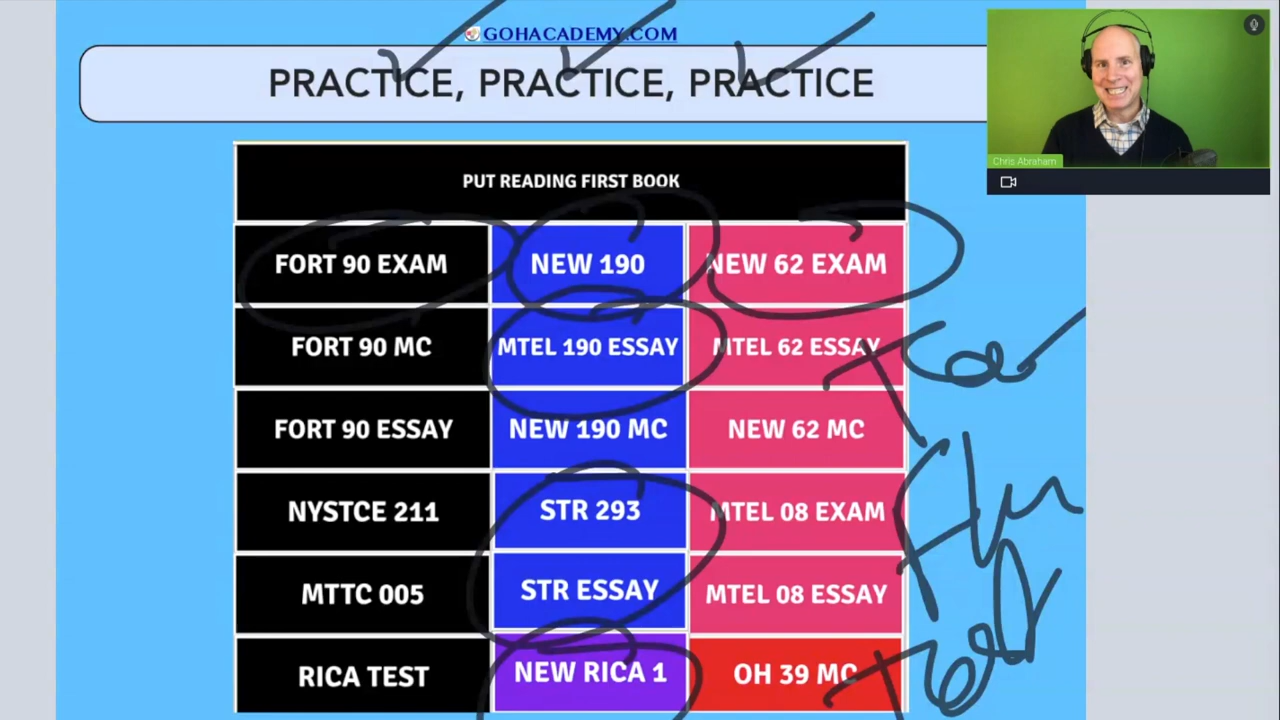 GOHACADEMY.COM
PRACTICE, PRACTICE, PRACTICE
Chris Abraham
PUT READING FIRST BOOK
FORT 90 EXAM NEW 190 NEW 62 EXAM
FORT 90 MC MTEL 190 ESSAY MTEL 62 ESSAY
FORT 90 ESSAY NEW 190 MC NEW 62 MC
NYSTCE 211 STR 293 MTEL 08 EXAM
MTTC 005 STR ESSAY MTEL 08 ESSAY
RICA TEST NEW RICA 1 OH 39 MC